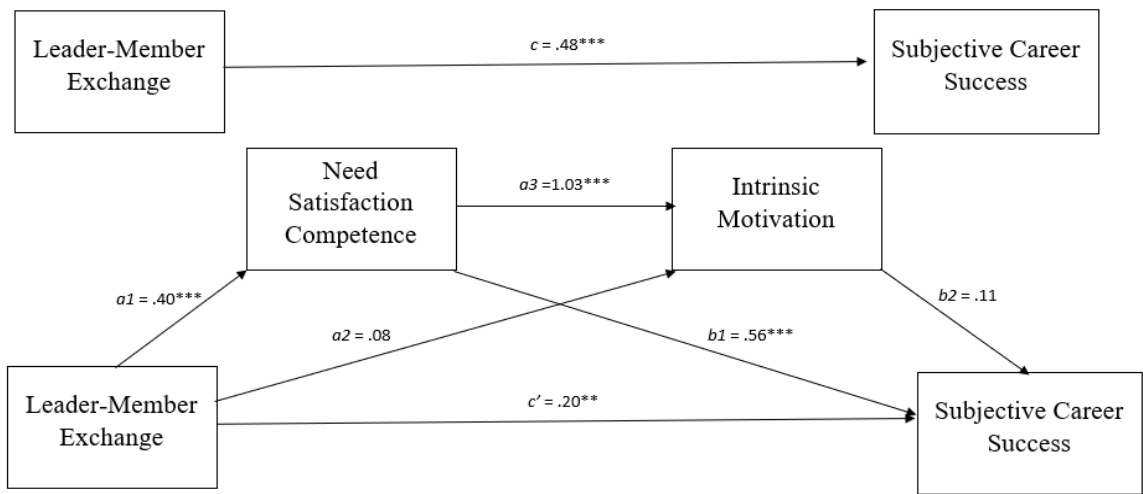 Leader-Member
Exchange
c = .48***
Subjective Career
Success
Need
Satisfaction
Competence
a3 =1.03***
Intrinsic
Motivation
a1 = .40***
a2 = .08
b1 = .56***
b2 = .11
Leader-Member
Exchange
c’ = .20**
Subjective Career
Success